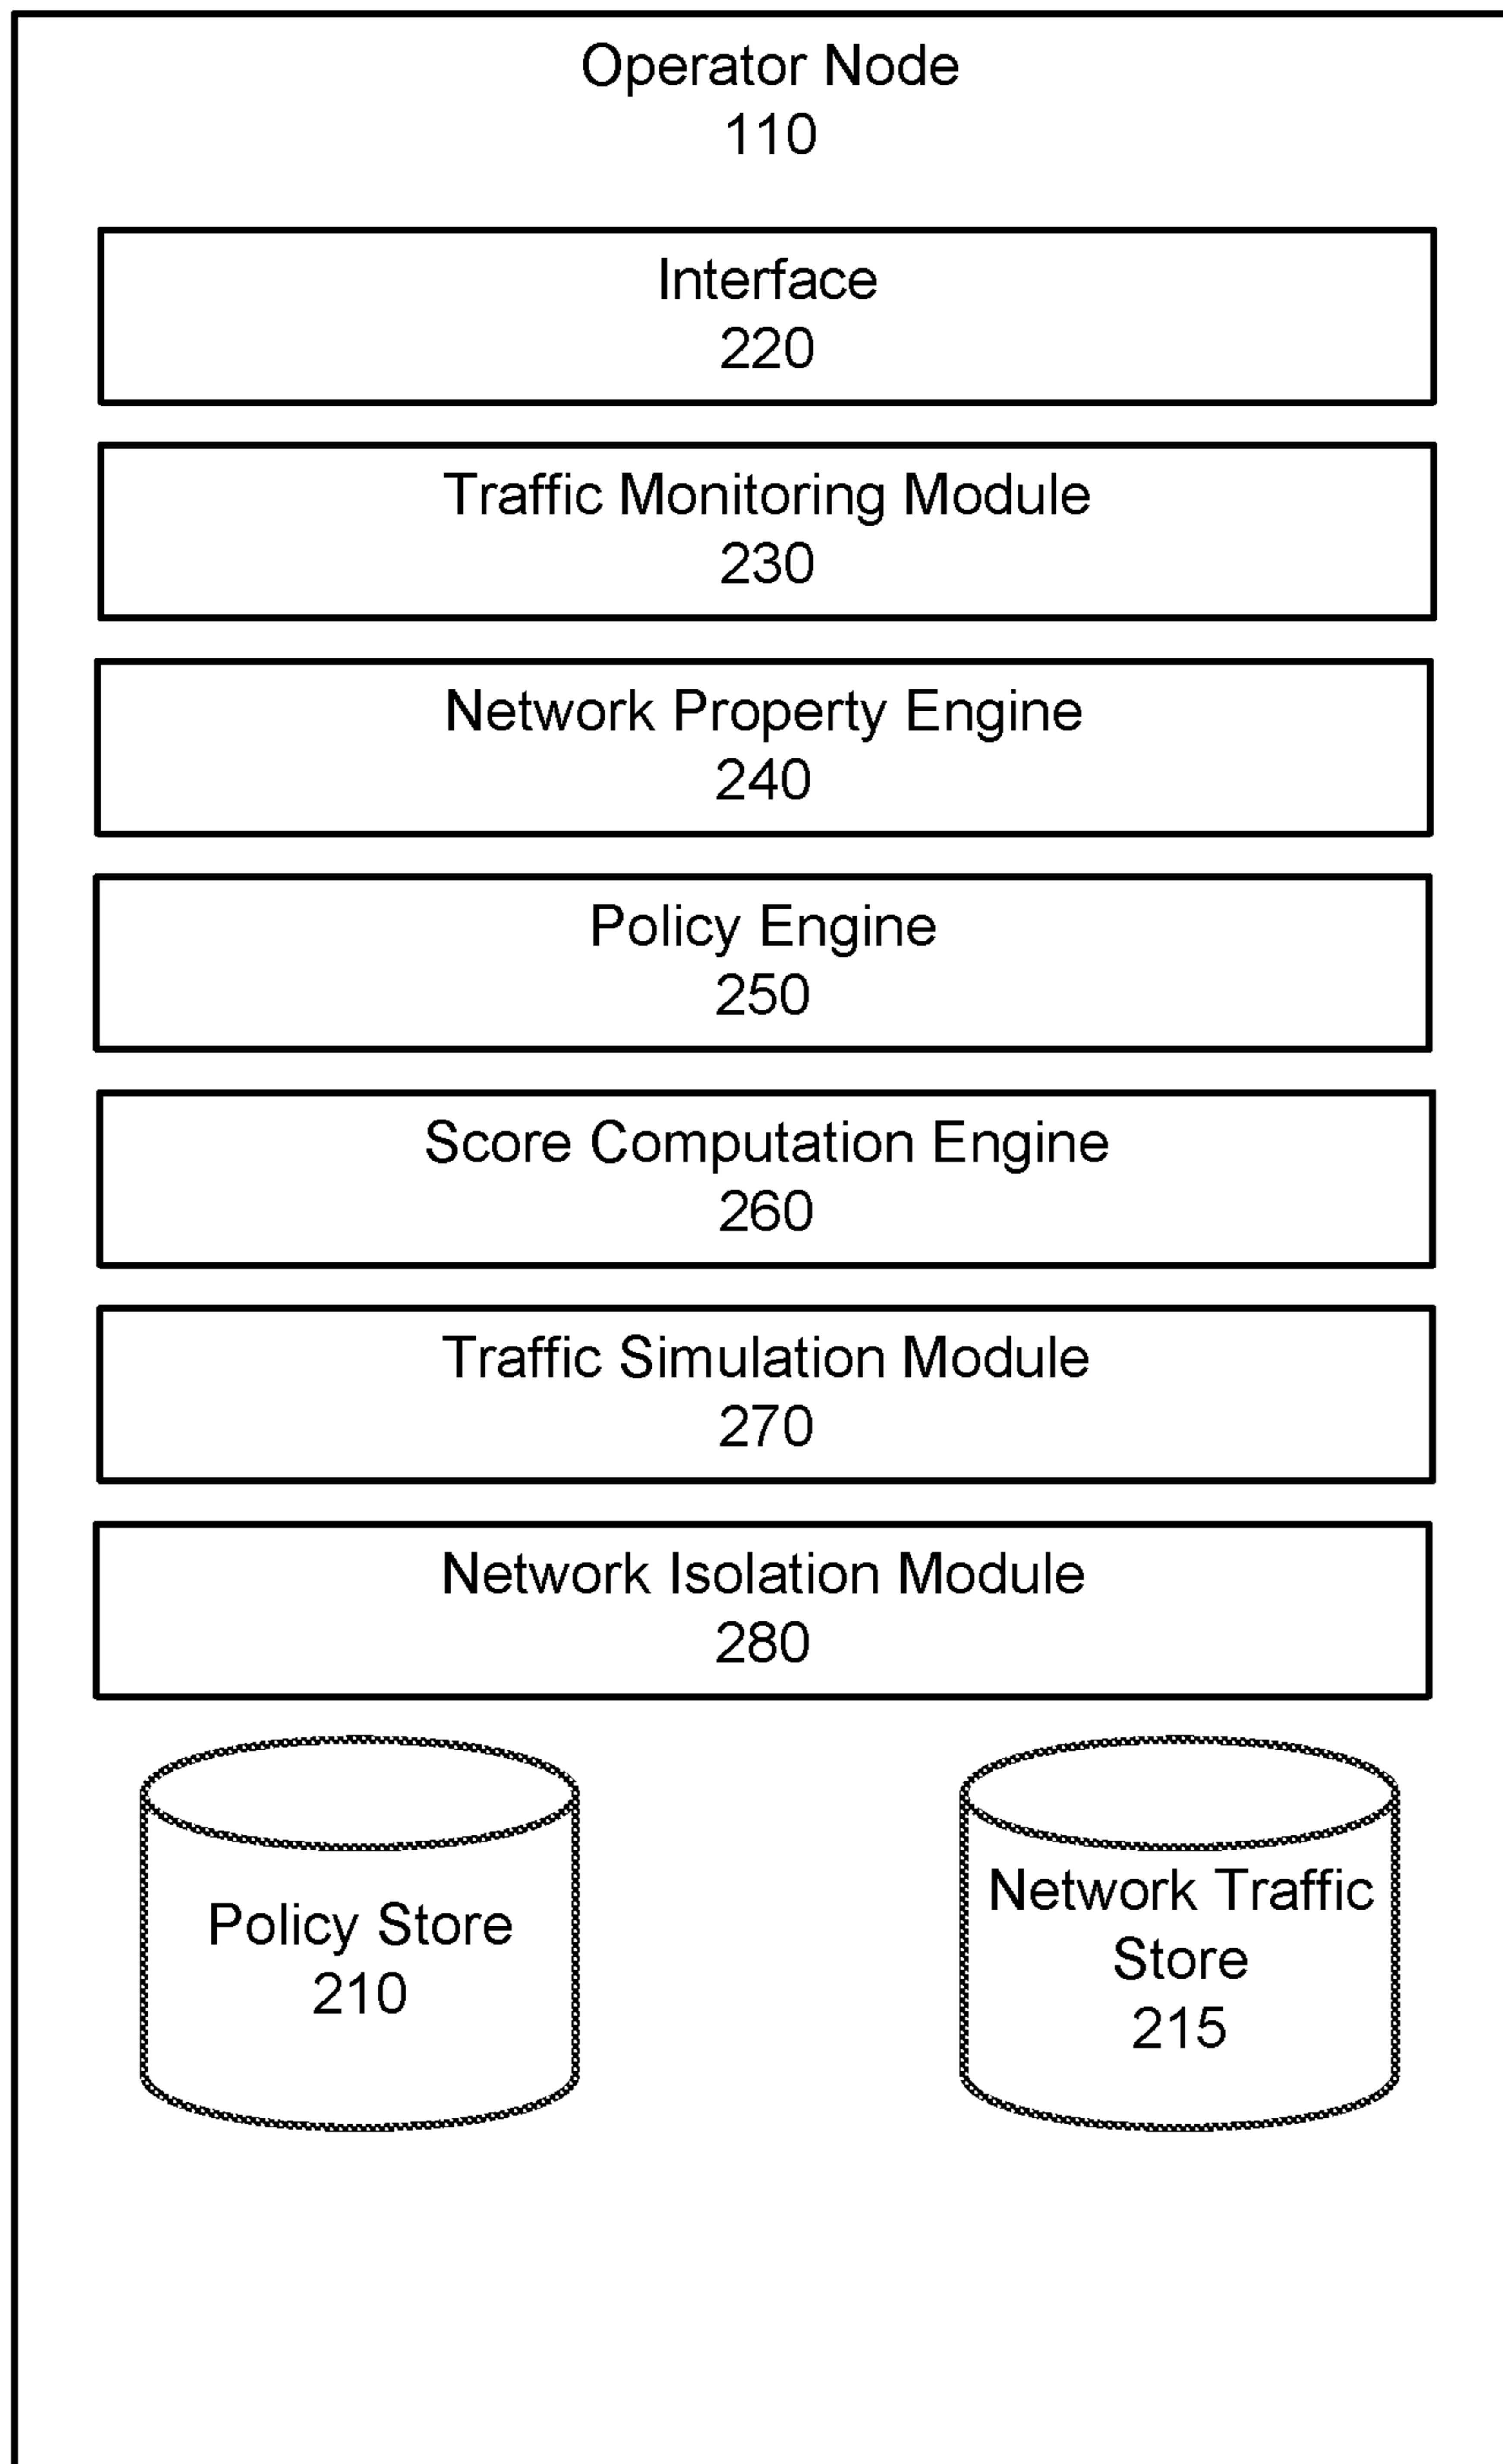 Operator Node
110
Interface
220
Traffic Monitoring Module
230
Network Property Engine
240
Policy Engine
250
Score Computation Engine
260
Traffic Simulation Module
270
Network Isolation Module
280
Policy Store
210
Network Traffic
Store
215